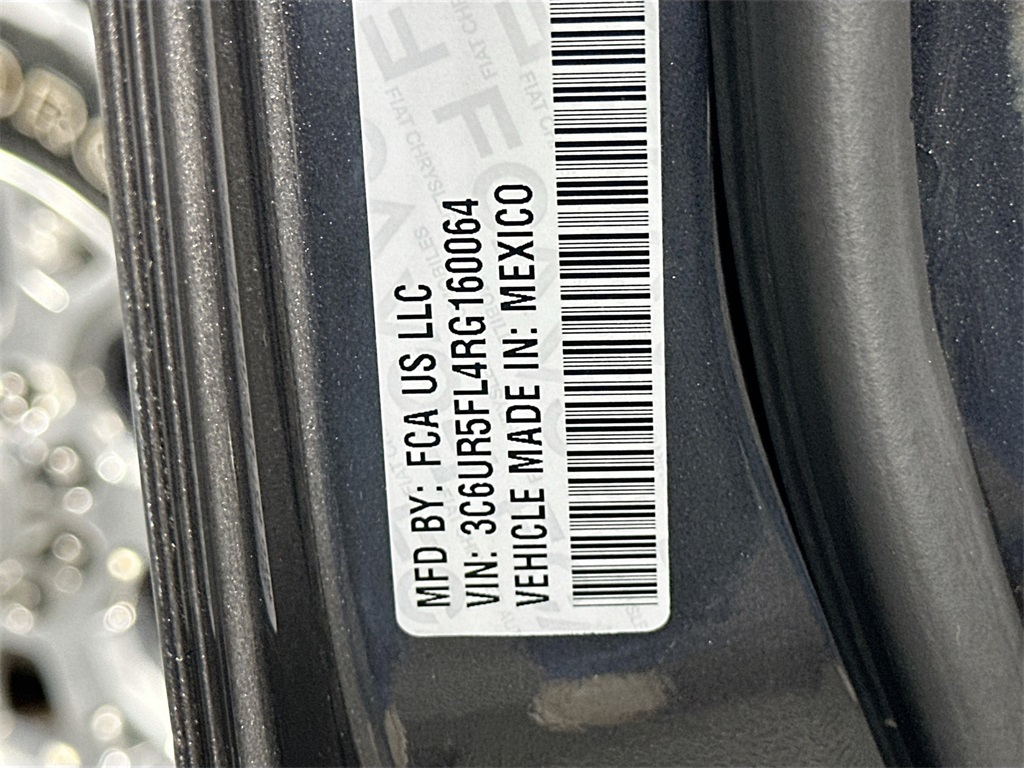 MFD BY: FCA US LLC
VIN: 3C6UR5FL4RG160064
VEHICLE MADE IN: MEXICO